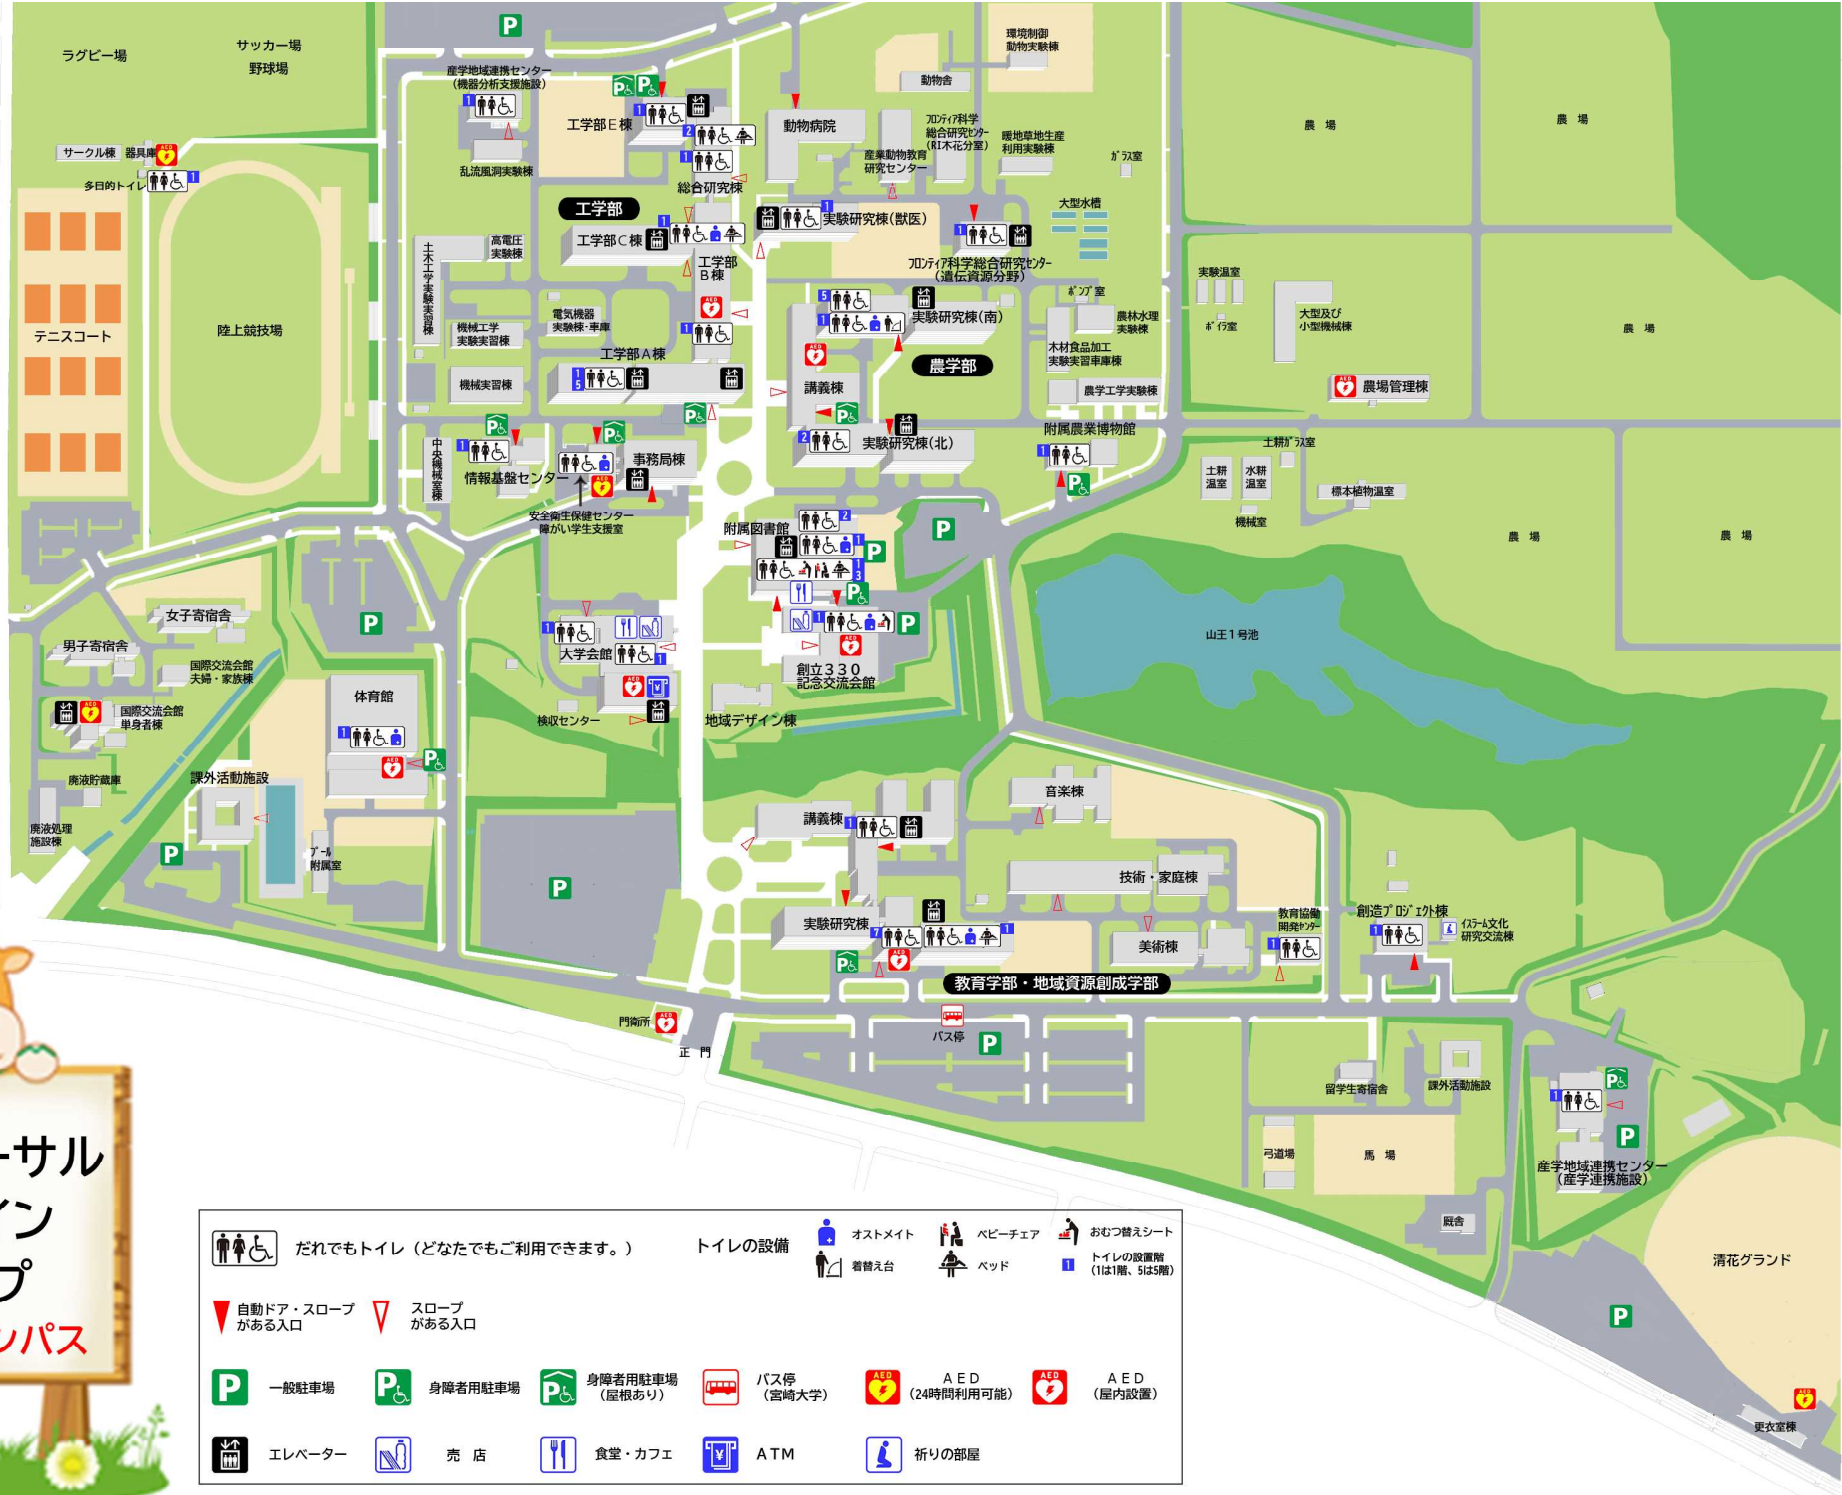 ラグビー場
サッカー場
野球場
P
産学地域連携センター
(機器分析支援施設)
乱流風洞実験棟
工学部E棟
総合研究棟
工学部
工学部C棟
工学部
B棟
動物病院
動物舎
環境制御
動物実験棟
フロンティア科学
総合研究センター
(RI木花分室)
産業動物教育
研究センター
暖地草地生産
利用実験棟
ガラス室
農 場
農 場
サークル棟
器具庫
多目的トイレ
大型水槽
実験研究棟(獣医)
フロンティア科学総合研究センター
(遺伝資源分野)
テニスコート
陸上競技場
土木工学実験実習棟
高電圧
実験棟
機械工学
実験実習棟
電気機器
実験棟・車庫
工学部A棟
機械実習棟
実験研究棟(南)
農学部
講義棟
実験研究棟(北)
ポンプ室
農林水理
実験棟
木材食品加工
実験実習車庫棟
農学工学実験棟
実験温室
ボイラ室
大型及び
小型機械棟
農 場
農場管理棟
附属農業博物館
土耕ガラス室
土耕
温室
水耕
温室
機械室
標本植物温室
農 場
農 場
中央機械室棟
情報基盤センター
事務局棟
安全衛生保健センター
障がい学生支援室
附属図書館
創立330
記念交流会館
大学会館
検収センター
地域デザイン棟
山王1号池
女子寄宿舎
男子寄宿舎
国際交流会館
夫婦・家族棟
国際交流会館
単身者棟
廃液貯蔵庫
廃液処理
施設棟
体育館
課外活動施設
プール
附属室
講義棟
音楽棟
技術・家庭棟
実験研究棟
美術棟
教育協働
開発センター
創造プロジェクト棟
イスラーム文化
研究交流棟
教育学部・地域資源創成学部
門衛所
正 門
バス停
P
留学生寄宿舎
課外活動施設
弓道場
馬 場
厩舎
産学地域連携センター
(産学連携施設)
清花グランド
更衣室棟
ーサル
イン
プ
ンパス
だれでもトイレ(どなたでもご利用できます。)
トイレの設備
オストメイト
ベビーチェア
おむつ替えシート
着替え台
ベッド
トイレの設置階
(1は1階、5は5階)
自動ドア・スロープ
がある入口
スロープ
がある入口
P
一般駐車場
身障者用駐車場
身障者用駐車場
(屋根あり)
バス停
(宮崎大学)
AED
(24時間利用可能)
AED
(屋内設置)
エレベーター
売 店
食堂・カフェ
ATM
祈りの部屋